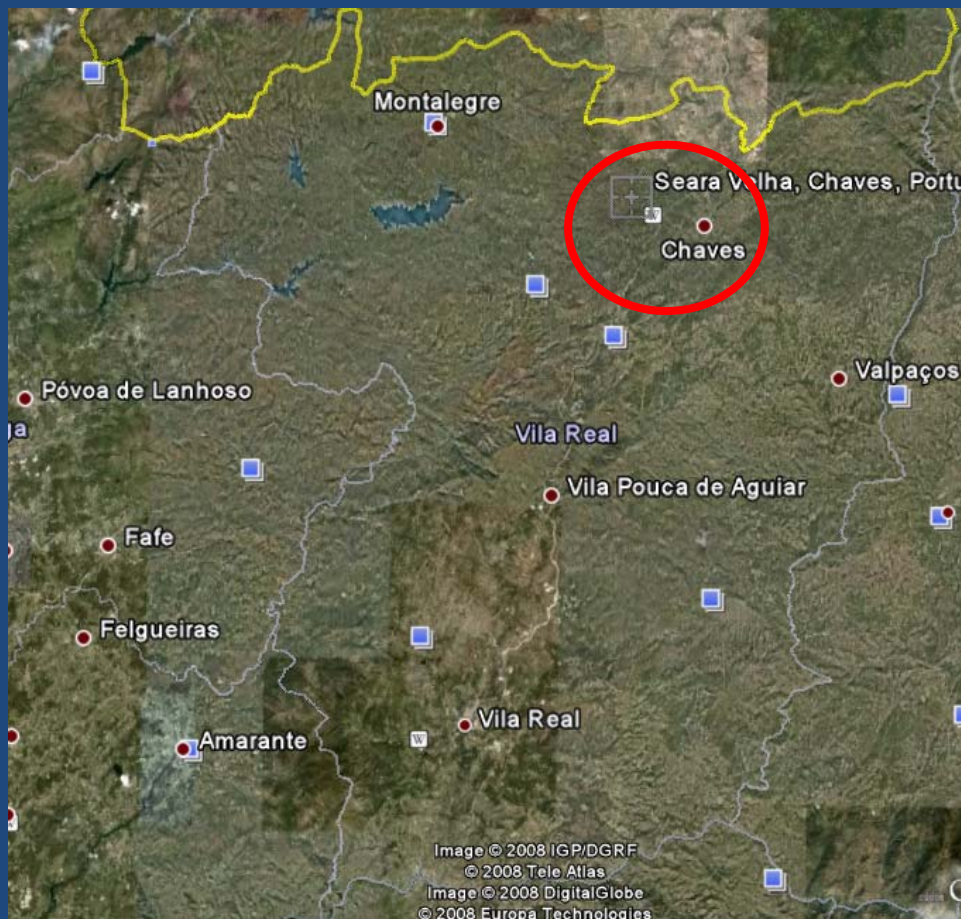 Montalegre
Seara Velha, Chaves, Portu
Chaves
Póvoa de Lanhoso
Valpaços
ga
Vila Real
Vila Pouca de Aguiar
Fafe
Felgueiras
Vila Real
W
W
Amarante
Image © 2008 IGP/DGRF
© 2008 Tele Atlas
Image © 2008 DigitalGlobe
© 2008 Europa Technologies